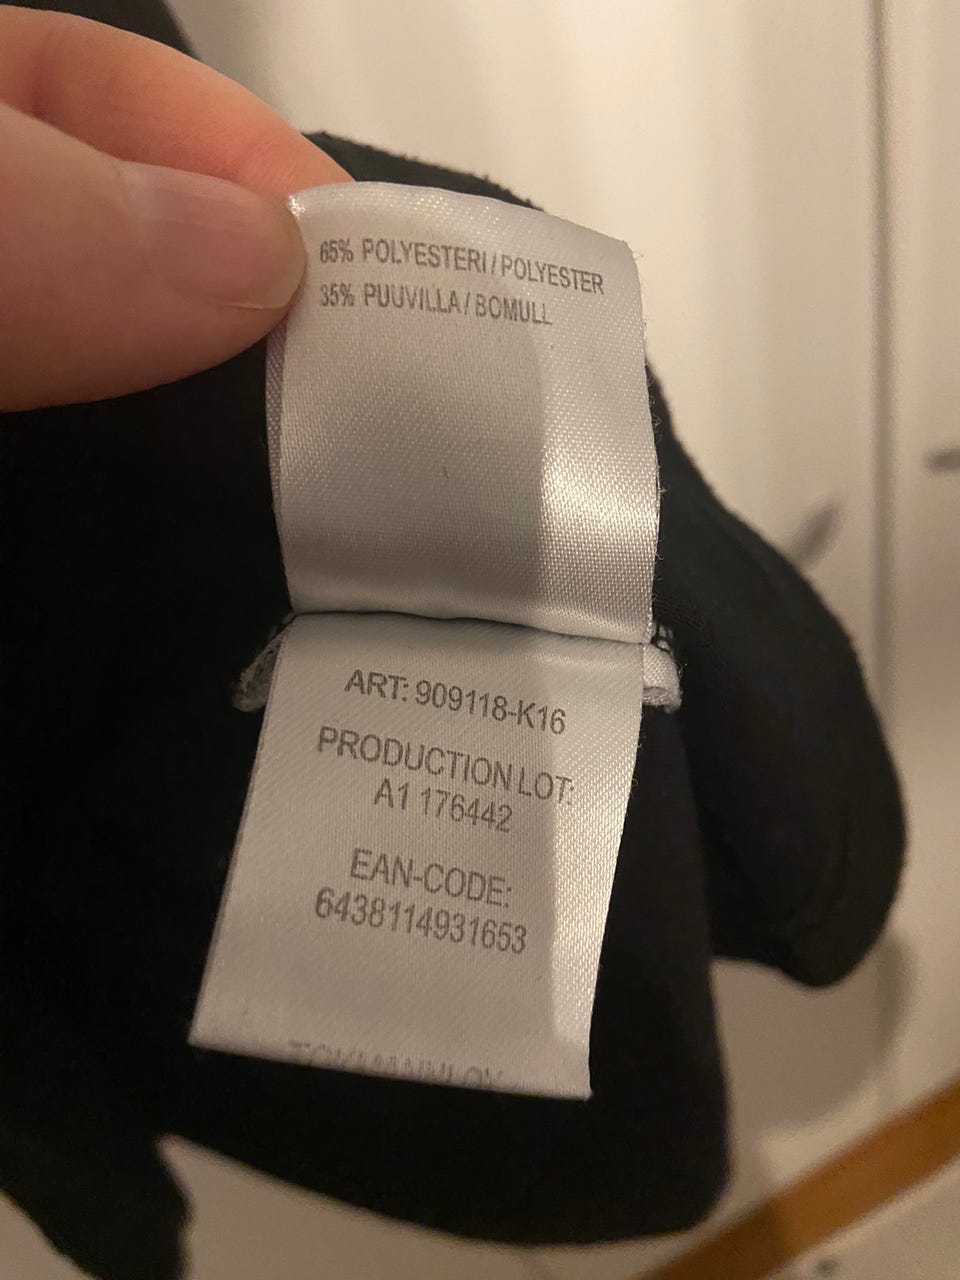 65% POLYESTERI/POLYESTER
35% PUUVILLA/BOMULL
ART: 909118-K16
PRODUCTION LOT:
A1 176442
EAN-CODE:
6438114931653